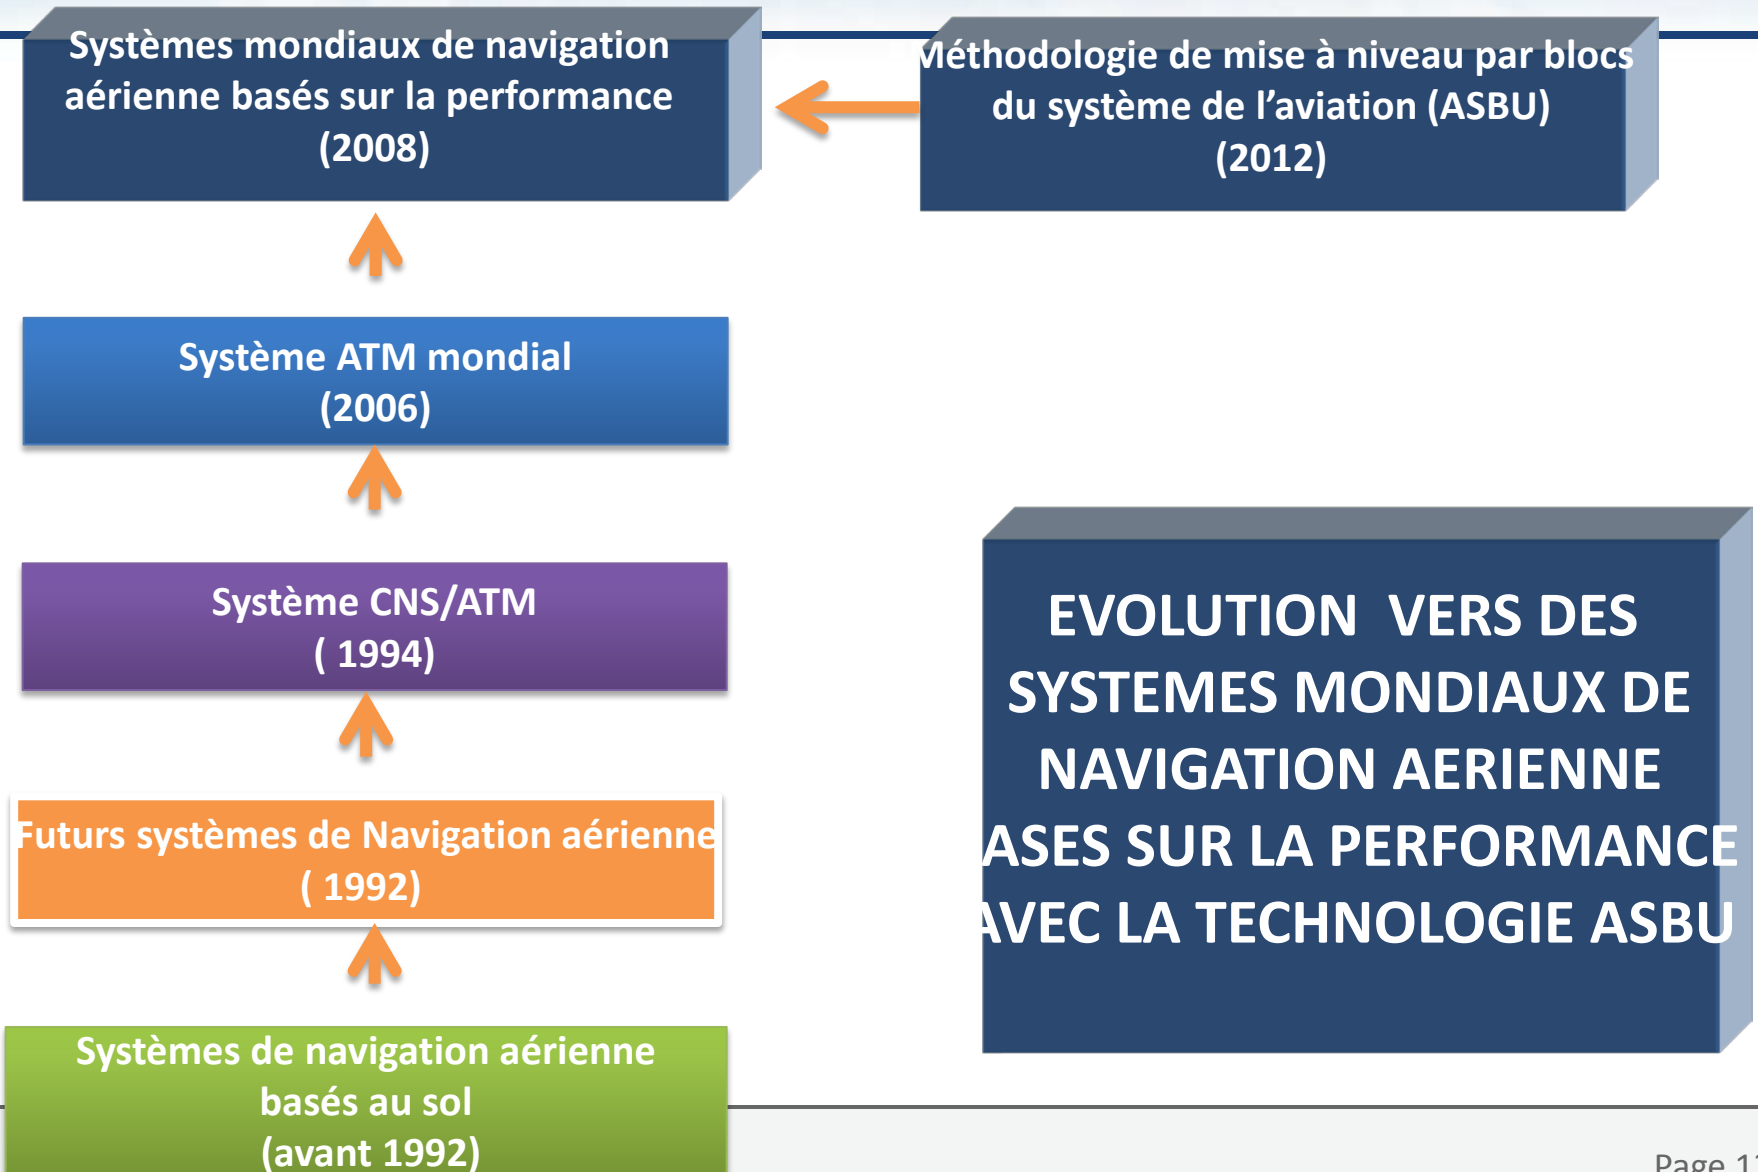 Systèmes mondiaux de navigation
aérienne basés sur la performance
(2008)
Méthodologie de mise à niveau par blocs
du système de l'aviation (ASBU)
(2012)
Système ATM mondial
(2006)
Système CNS/ATM
( 1994)
Futurs systèmes de Navigation aérienne
( 1992)
Systèmes de navigation aérienne
basés au sol
(avant 1992)
EVOLUTION  VERS DES
SYSTEMES MONDIAUX DE
NAVIGATION AERIENNE
ASES SUR LA PERFORMANCE
AVEC LA TECHNOLOGIE ASBU
Page